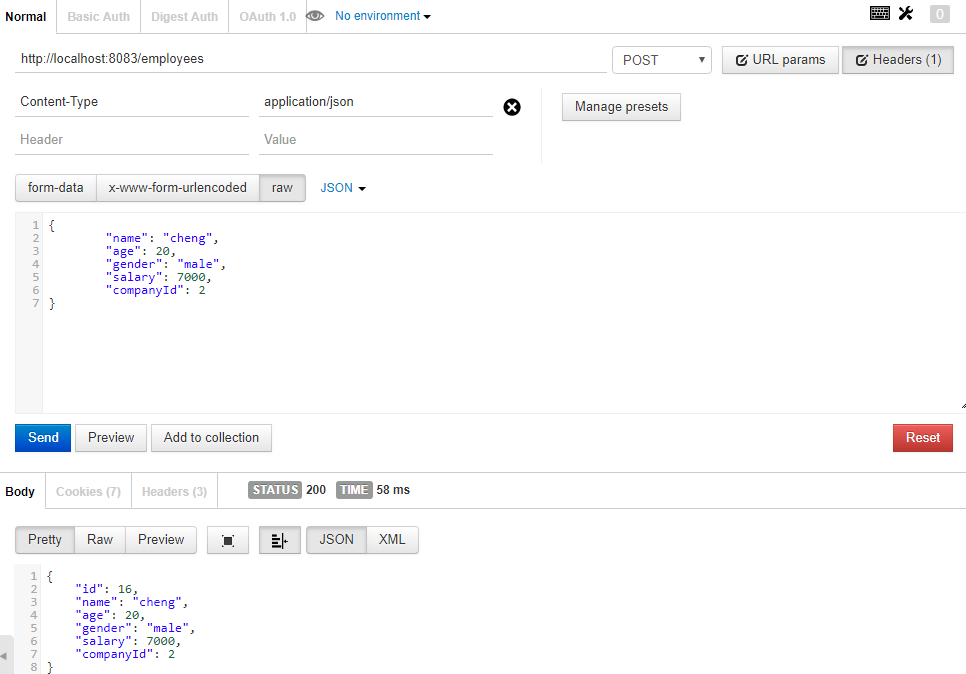 Normal Basic Auth Digest Auth OAuth 1.0 No environment 0
http://localhost:8083/employees POST URL params Headers (1)
Content-Type application/json Manage presets
Header Value
form-data x-www-form-urlencoded raw JSON
1 {
2 "name": "cheng",
3 "age": 20,
4 "gender": "male",
5 "salary": 7000,
6 "companyId": 2
7 }
Send Preview Add to collection Reset
Body Cookies (7) Headers (3) STATUS 200 TIME 58 ms
Pretty Raw Preview JSON XML
1 {
2 "id": 16,
3 "name": "cheng",
4 "age": 20,
5 "gender": "male",
6 "salary": 7000,
7 "companyId": 2
8 }